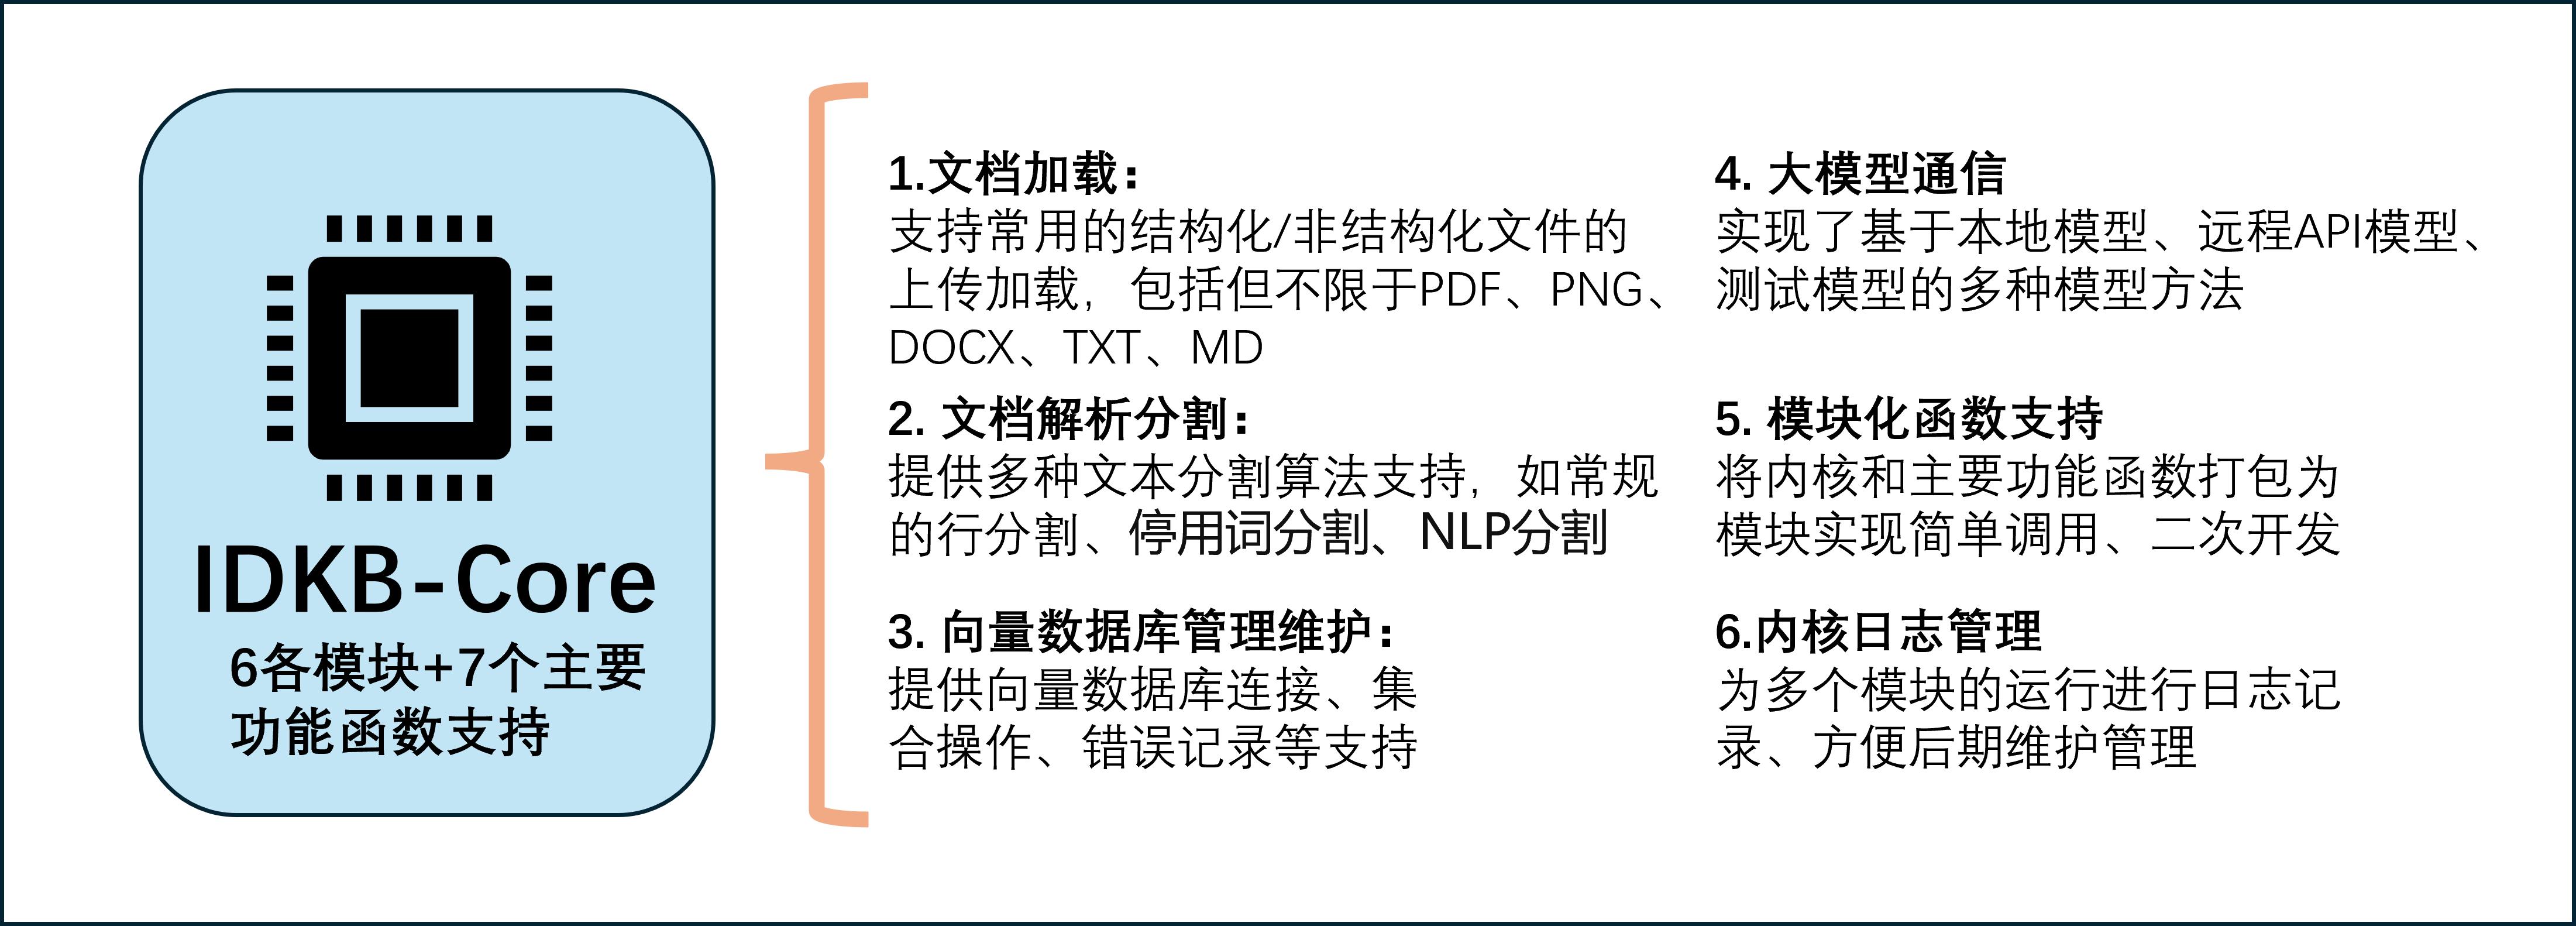 IDKB-Core
6各模块+7个主要
功能函数支持
1.文档加载：
支持常用的结构化/非结构化文件的
上传加载，包括但不限于PDF、PNG、
DOCX、TXT、MD
2. 文档解析分割：
提供多种文本分割算法支持，如常规
的行分割、停用词分割、NLP分割
3. 向量数据库管理维护：
提供向量数据库连接、集
合操作、错误记录等支持
4. 大模型通信
实现了基于本地模型、远程API模型、
测试模型的多种模型方法
5. 模块化函数支持
将内核和主要功能函数打包为
模块实现简单调用、二次开发
6.内核日志管理
为多个模块的运行进行日志记
录、方便后期维护管理